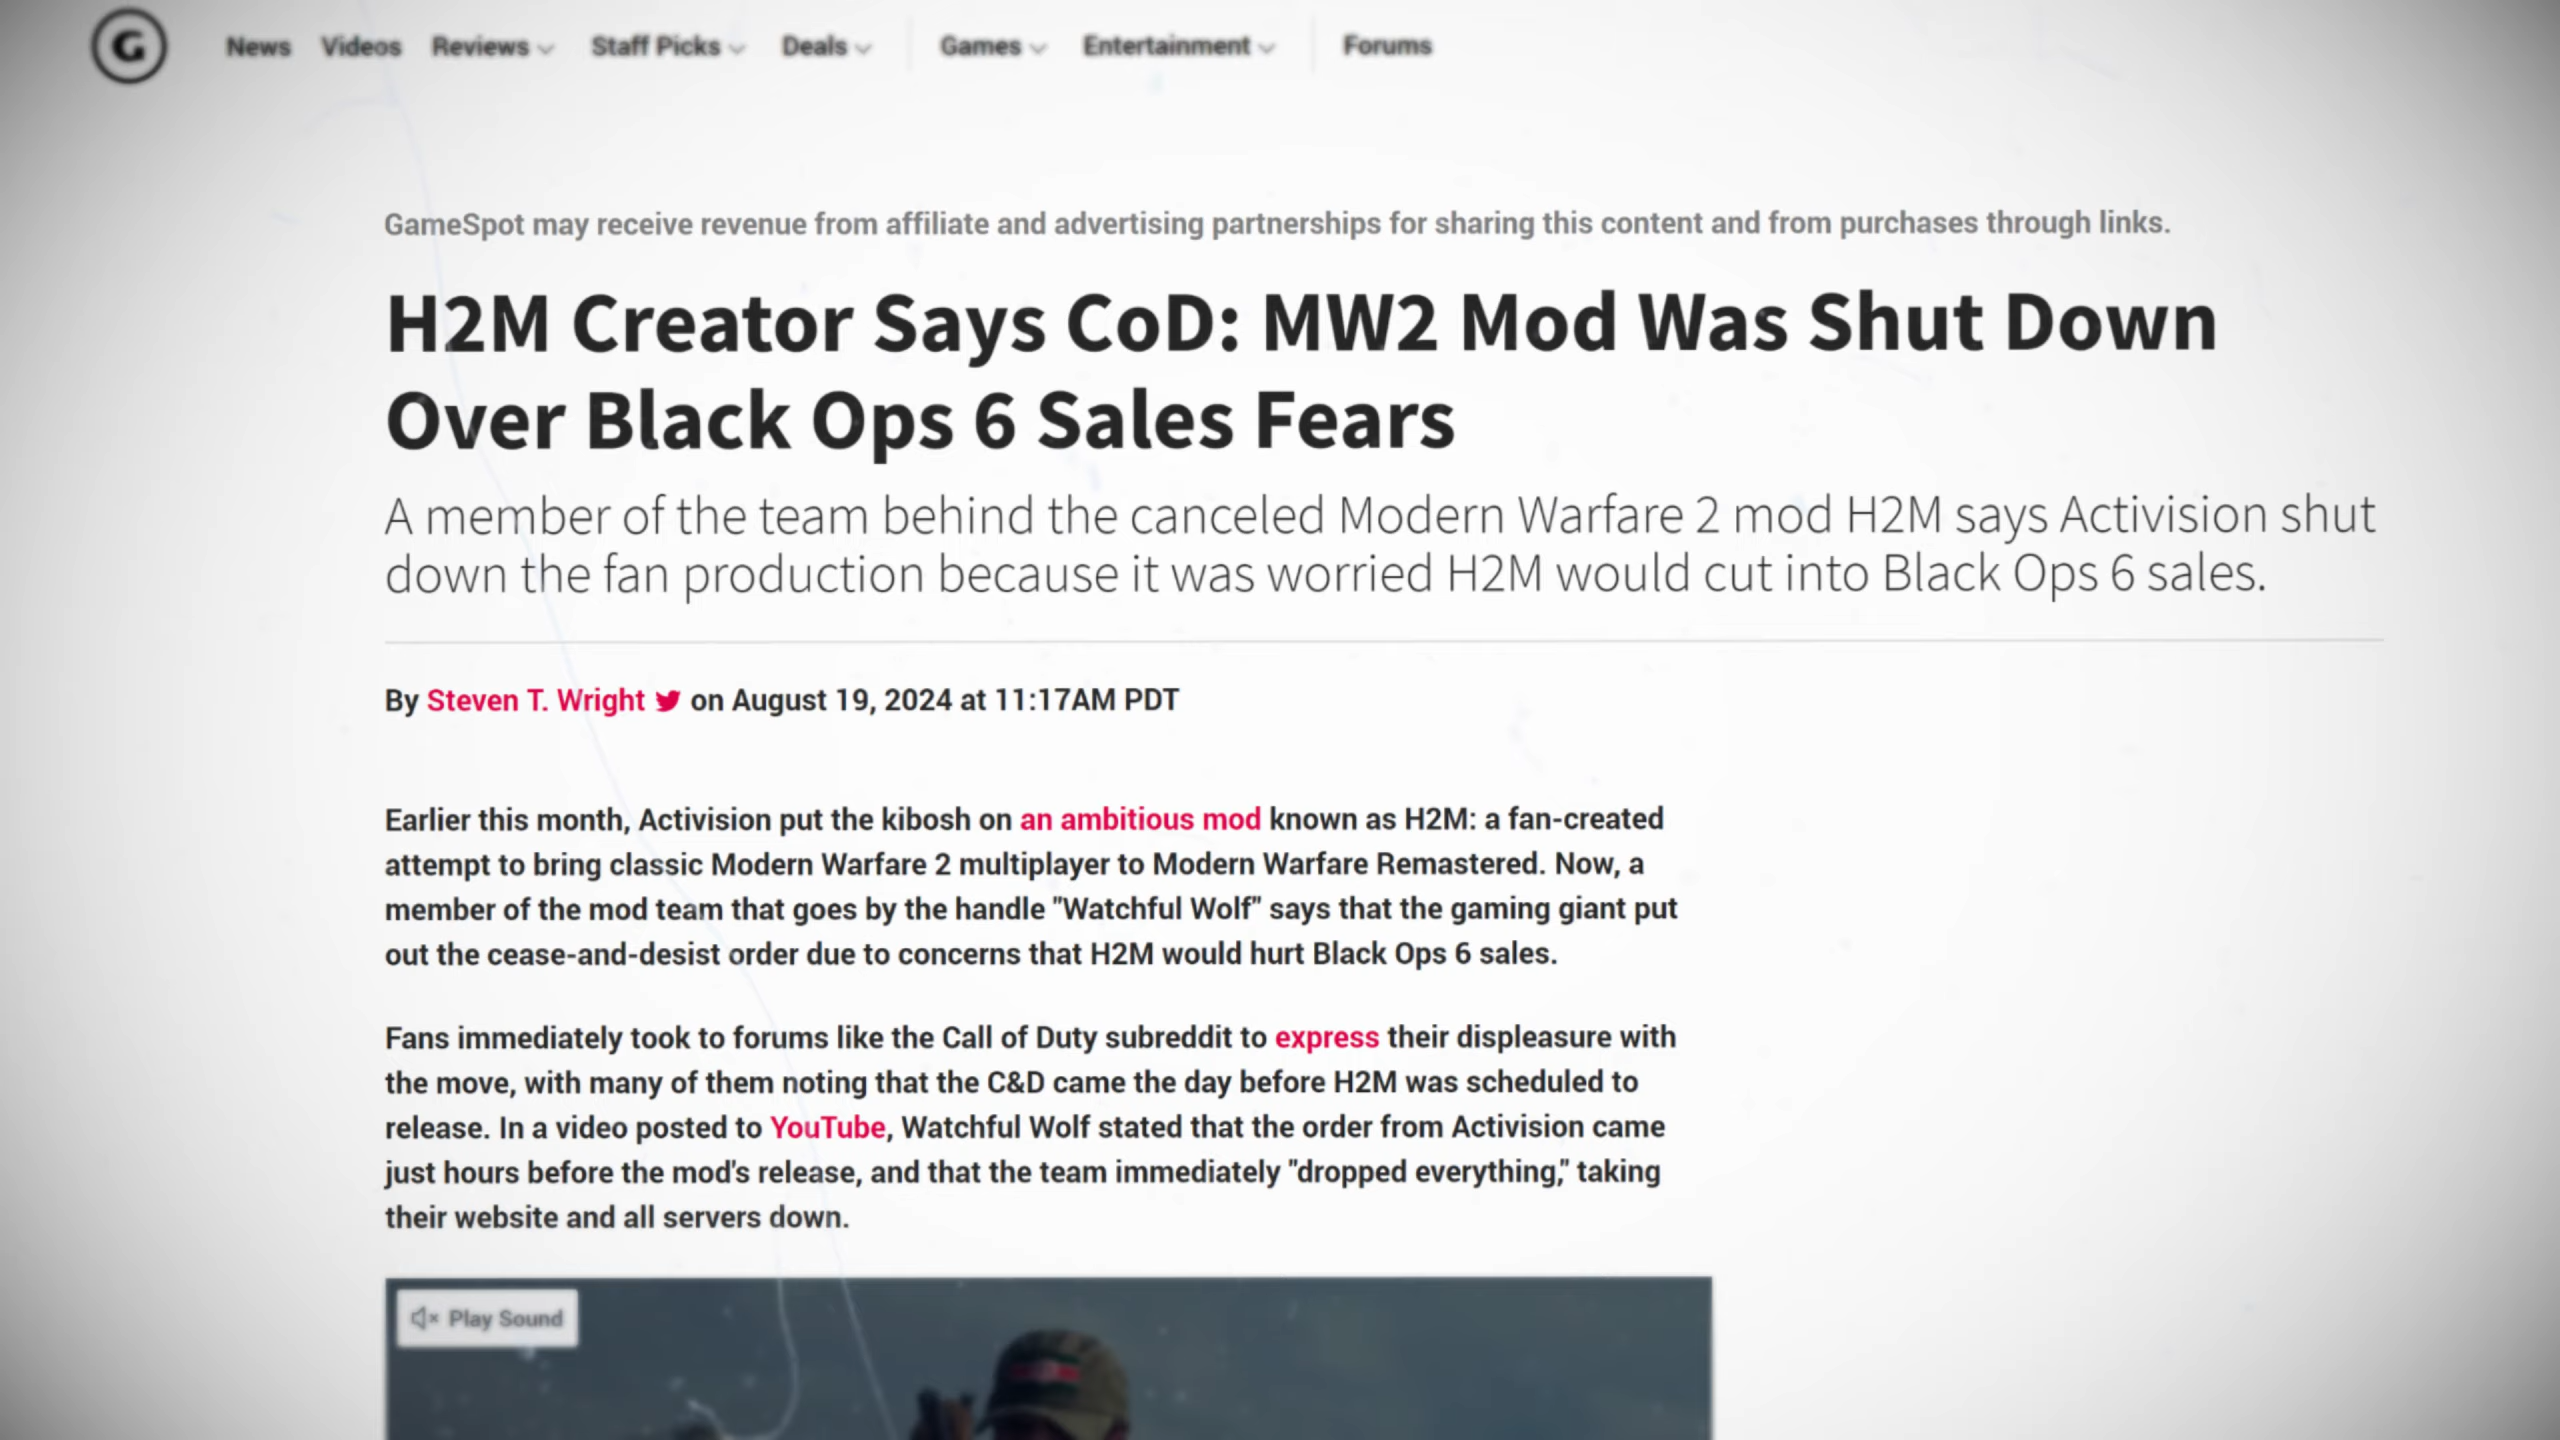 G
News Videos Reviews Staff Picks Deals Games Entertainment Forums
GameSpot may receive revenue from affiliate and advertising partnerships for sharing this content and from purchases through links.
H2M Creator Says CoD: MW2 Mod Was Shut Down
Over Black Ops 6 Sales Fears
A member of the team behind the canceled Modern Warfare 2 mod H2M says Activision shut
down the fan production because it was worried H2M would cut into Black Ops 6 sales.
By Steven T. Wright on August 19, 2024 at 11:17AM PDT
Earlier this month, Activision put the kibosh on an ambitious mod known as H2M: a fan-created
attempt to bring classic Modern Warfare 2 multiplayer to Modern Warfare Remastered. Now, a
member of the mod team that goes by the handle "Watchful Wolf" says that the gaming giant put
out the cease-and-desist order due to concerns that H2M would hurt Black Ops 6 sales.
Fans immediately took to forums like the Call of Duty subreddit to express their displeasure with
the move, with many of them noting that the C&D came the day before H2M was scheduled to
release. In a video posted to YouTube, Watchful Wolf stated that the order from Activision came
just hours before the mod's release, and that the team immediately "dropped everything," taking
their website and all servers down.
Play Sound